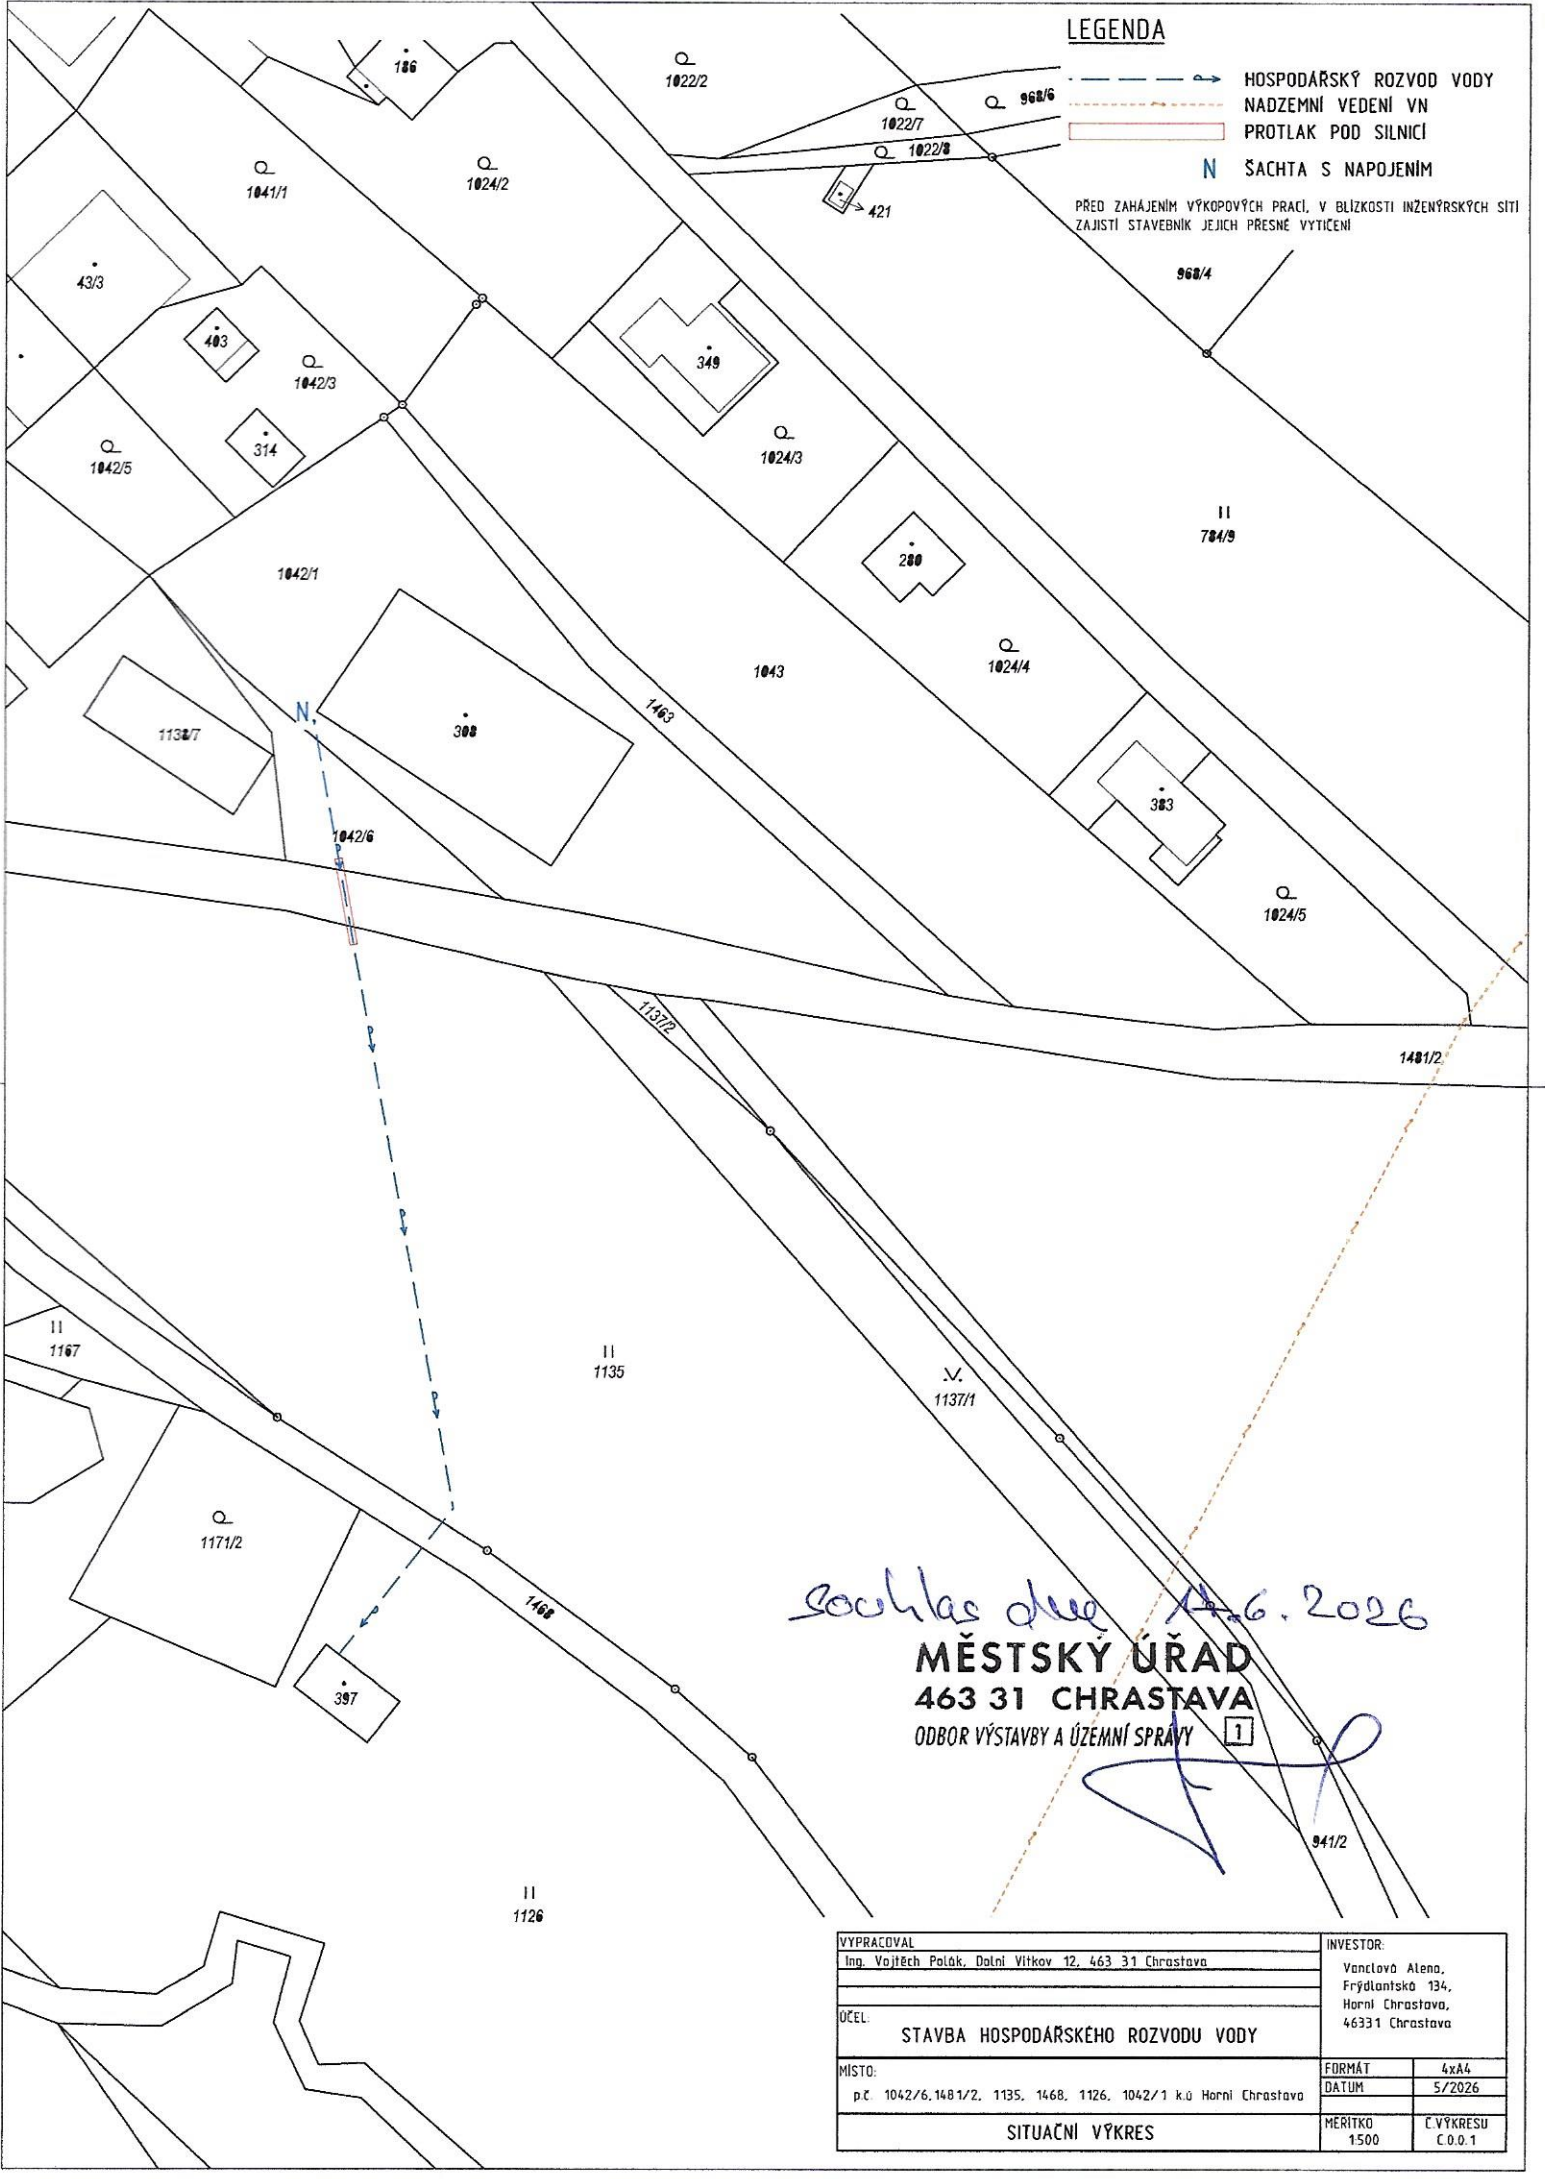 LEGENDA
HOSPODÁŘSKÝ ROZVOD VODY
NADZEMNÍ VEDENÍ VN
PROTLAK POD SILNICÍ
N ŠACHTA S NAPOJENÍM
PŘED ZAHÁJENÍM VÝKOPOVÝCH PRACÍ, V BLÍZKOSTI INŽENÝRSKÝCH SÍTÍ
ZAJISTÍ STAVEBNÍK JEJICH PŘESNÉ VYTÍČENÍ
186
1022/2
968/6
1022/7
1022/8
1041/1
1024/2
421
43/3
968/4
403
349
1042/3
314
1042/5
1024/3
784/9
280
1042/1
1024/4
1043
1463
N
308
1138/7
383
1042/6
1024/5
1137/2
1481/2
1167
1135
1137/1
1171/2
1468
souhlas dne 6.2026
MĚSTSKÝ ÚŘAD
463 31 CHRASTAVA
ODBOR VÝSTAVBY A ÚZEMNÍ SPRÁVY 1
397
941/2
1126
VYPRACOVAL
Ing. Vojtěch Polák, Dolní Vítkov 12, 463 31 Chrastava
INVESTOR:
Vanclová Alena,
Frýdlantská 134,
Horní Chrastava,
46331 Chrastava
ÚČEL:
STAVBA HOSPODÁŘSKÉHO ROZVODU VODY
MÍSTO:
p.č. 1042/6,1481/2, 1135, 1468, 1126, 1042/1 k.ú Horní Chrastava
FORMÁT 4xA4
DATUM 5/2026
SITUAČNÍ VÝKRES
MĚŘÍTKO Č.VÝKRESU
1:500 C.0.0.1